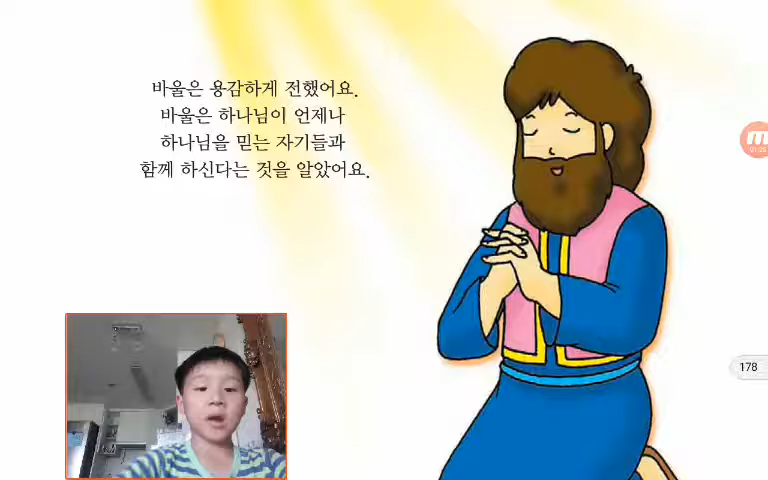 바울은 용감하게 전했어요.
바울은 하나님이 언제나
하나님을 믿는 자기들과
함께 하신다는 것을 알았어요.
178